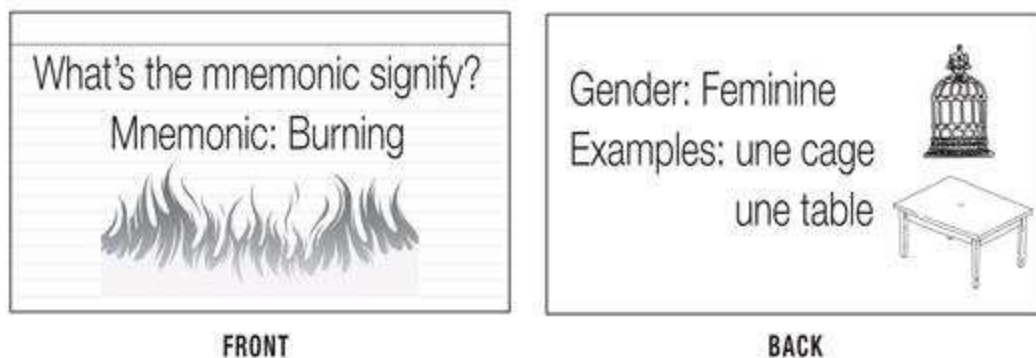 What's the mnemonic signify?
Mnemonic: Burning
FRONT
Gender: Feminine
Examples: une cage
une table
BACK